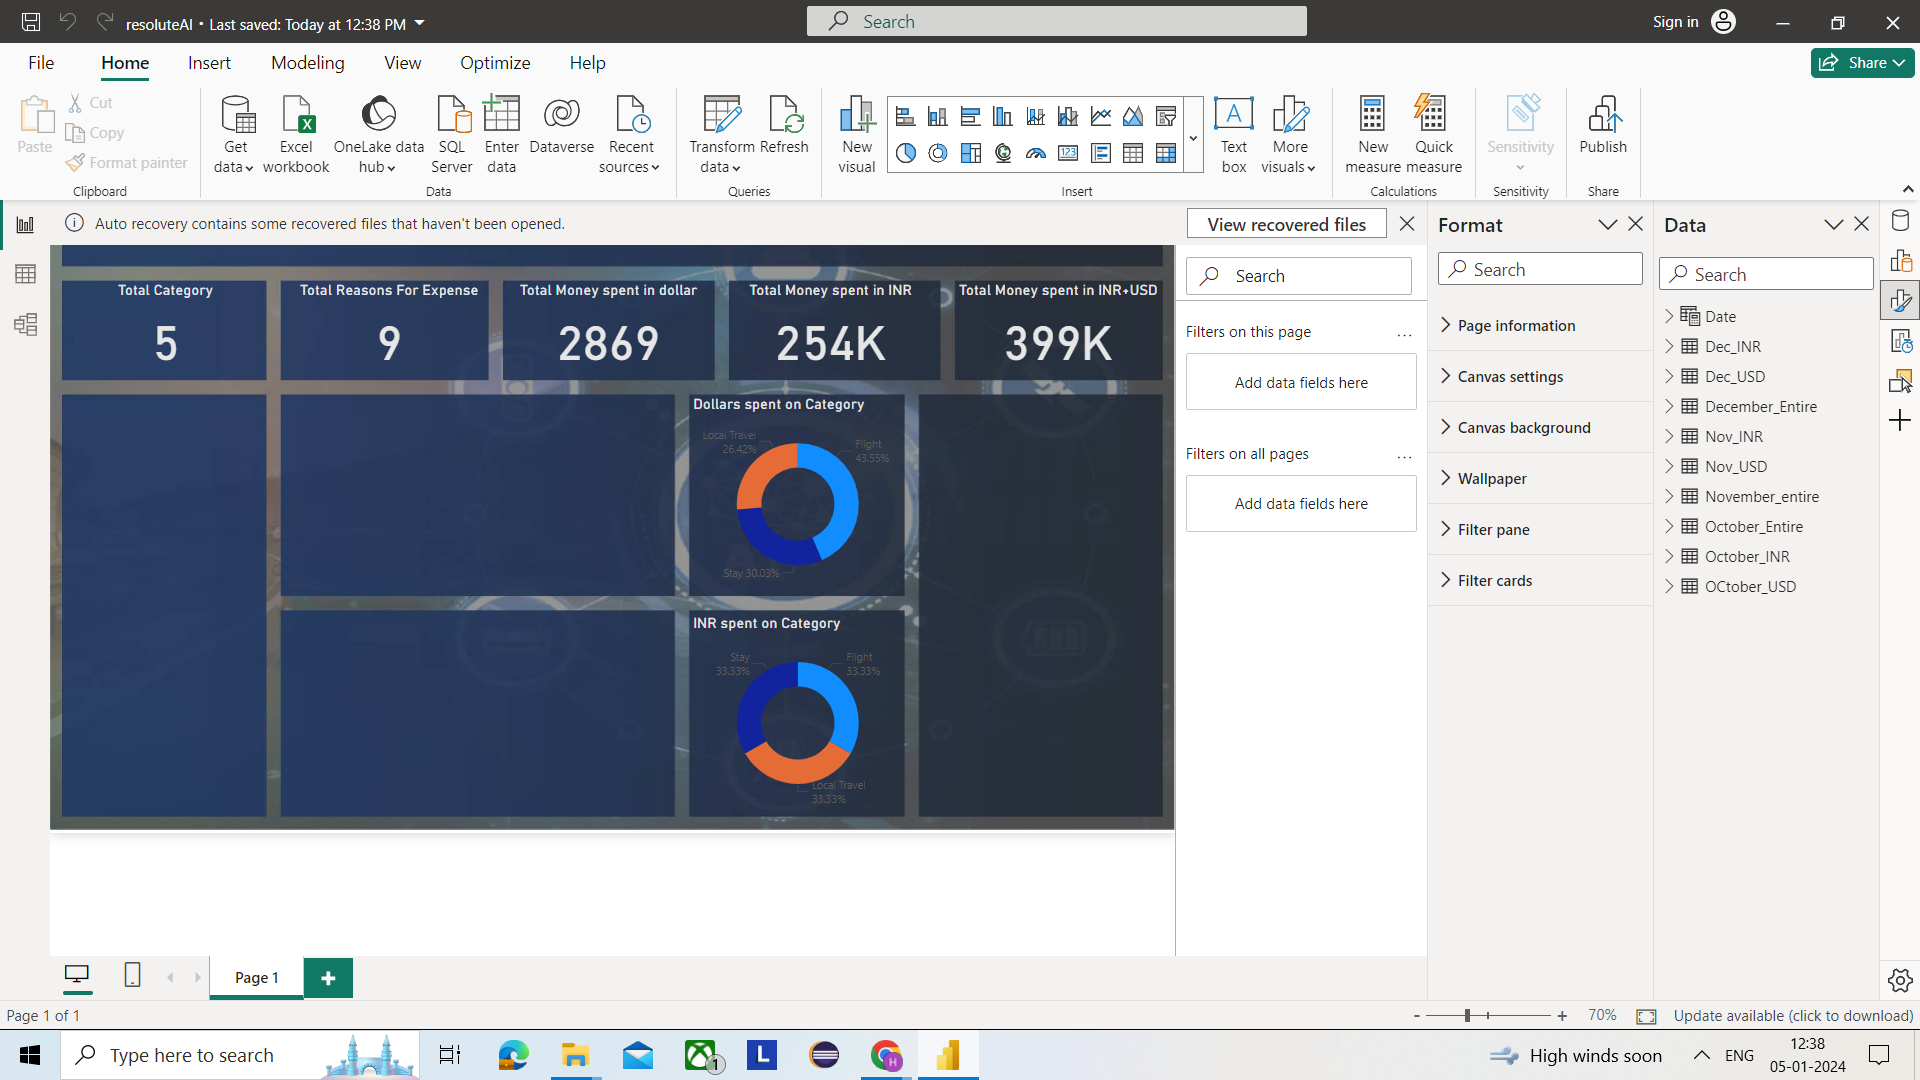 resoluteAI • Last saved: Today at 12:38 PM
Search
Sign in
File
Home
Insert
Modeling
View
Optimize
Help
Share
Paste
Cut
Copy
Format painter
Clipboard
Get data
Excel workbook
OneLake data hub
SQL Server
Enter data
Dataverse
Recent sources
Data
Transform data
Refresh
Queries
New visual
123
A
Text box
More visuals
Insert
New measure
Quick measure
Calculations
Sensitivity
Sensitivity
Publish
Share
Auto recovery contains some recovered files that haven't been opened.
View recovered files
Total Category
5
Total Reasons For Expense
9
Total Money spent in dollar
2869
Total Money spent in INR
254K
Total Money spent in INR+USD
399K
Dollars spent on Category
Local Travel
26.42%
Flight
43.55%
Stay 30.03%
INR spent on Category
Stay
33.33%
Flight
33.33%
Local Travel
33.33%
Search
Filters on this page
...
Add data fields here
Filters on all pages
...
Add data fields here
Format
Search
Page information
Canvas settings
Canvas background
Wallpaper
Filter pane
Filter cards
Data
Search
Date
Dec_INR
Dec_USD
December_Entire
Nov_INR
Nov_USD
November_entire
October_Entire
October_INR
OCtober_USD
Page 1
+
Page 1 of 1
- + 70%
Update available (click to download)
Type here to search
1
L
H
High winds soon
ENG
12:38
05-01-2024